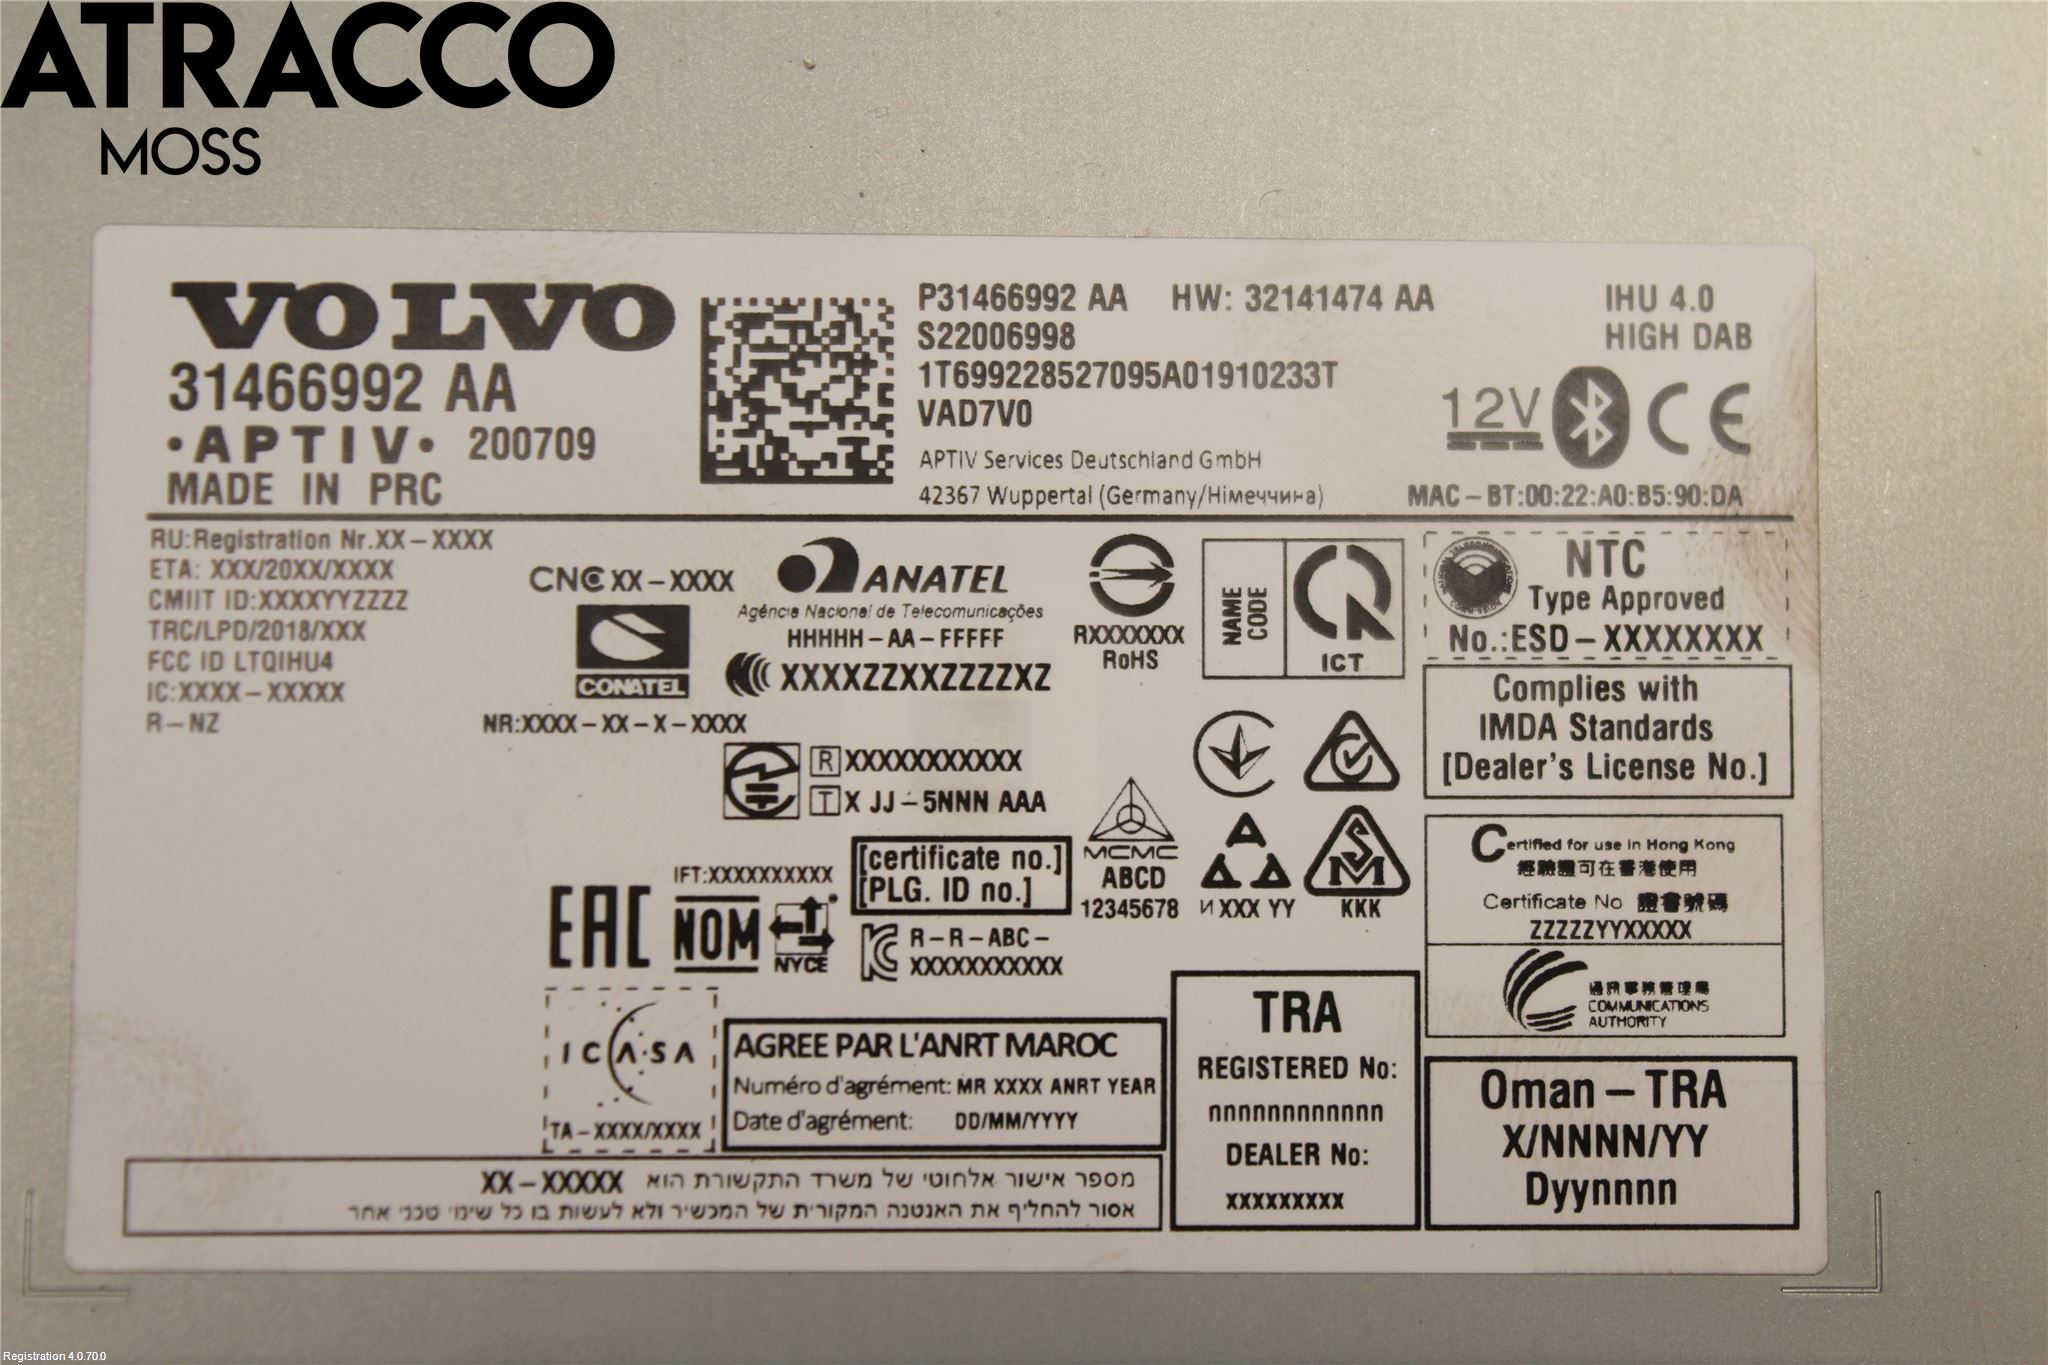 ATRACCO
MOSS
VOLVO
31466992 AA
·APTIV· 200709
MADE IN PRC
P31466992 AA HW: 32141474 AA
S22006998
1T699228527095A01910233T
VAD7V0
APTIV Services Deutschland GmbH
42367 Wuppertal (Germany/Німеччина)
IHU 4.0
HIGH DAB
12V CE
MAC-BT:00:22:A0:B5:90:DA
RU:Registration Nr.XX-XXXX
ETA: XXX/20XX/XXXX
CMIIT ID:XXXXYYZZZZ
TRC/LPD/2018/XXX
FCC ID LTQIHU4
IC:XXXX-XXXXX
R-NZ
CNC XX-XXXX
CONATEL
NR:XXXX-XX-X-XXXX
ANATEL
Agência Nacional de Telecomunicações
HHHHH-AA-FFFFF
XXXXZZXXZZZZXZ
RXXXXXXX
RoHS
NAME
CODE
ICT
NTC
Type Approved
No.:ESD-XXXXXXXX
Complies with
IMDA Standards
[Dealer's License No.]
R XXXXXXXXXXX
T X JJ-5NNN AAA
MCMC
ABCD
12345678
И XXX YY
SM
KKK
Certified for use in Hong Kong
經驗證可在香港使用
Certificate No 證書號碼
ZZZZZYYXXXXX
通訊事務管理局
COMMUNICATIONS
AUTHORITY
[certificate no.]
[PLG. ID no.]
IFT:XXXXXXXXXX
EAC NOM
NYCE
R-R-ABC-
XXXXXXXXXXX
ICASA
TA-XXXX/XXXX
AGREE PAR L'ANRT MAROC
Numéro d'agrément: MR XXXX ANRT YEAR
Date d'agrément: DD/MM/YYYY
TRA
REGISTERED No:
nnnnnnnnnnnn
DEALER No:
xxxxxxxxx
Oman-TRA
X/NNNN/YY
Dyynnnn
מספר אישור אלחוטי של משרד התקשורת הוא XX-XXXXX
אסור להחליף את האנטנה המקורית של המכשיר ולא לעשות בו כל שינוי טכני אחר
Registration 4.0.70.0